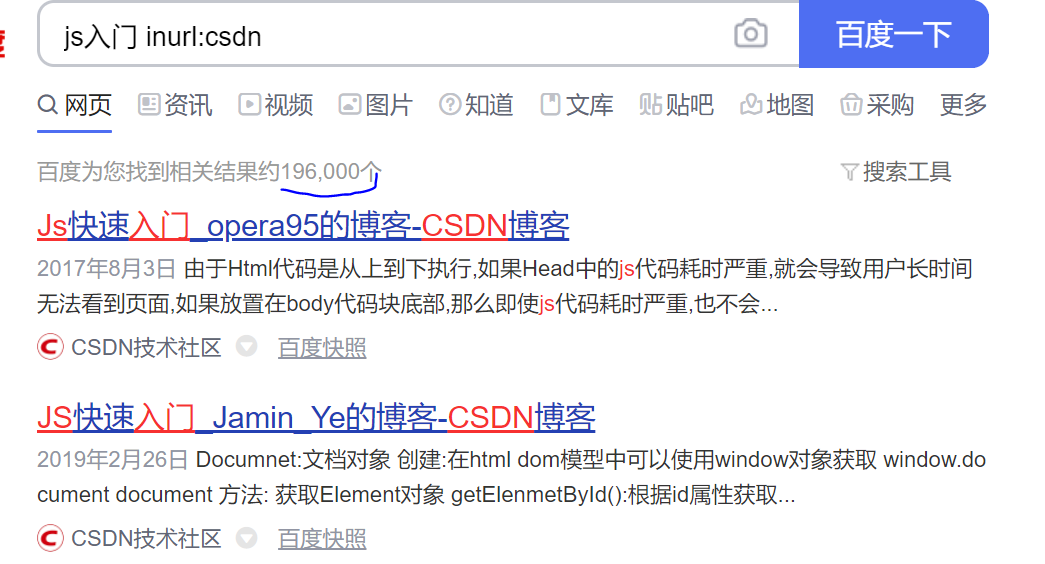 js入门 inurl:csdn 百度一下
网页 资讯 视频 图片 知道 文库 贴吧 地图 采购 更多
百度为您找到相关结果约196,000个 搜索工具
Js快速入门_opera95的博客-CSDN博客
2017年8月3日 由于Html代码是从上到下执行,如果Head中的js代码耗时严重,就会导致用户长时间
无法看到页面,如果放置在body代码块底部,那么即使js代码耗时严重,也不会...
CSDN技术社区 百度快照
JS快速入门_Jamin_Ye的博客-CSDN博客
2019年2月26日 Documnet:文档对象 创建:在html dom模型中可以使用window对象获取 window.do
cument document 方法: 获取Element对象 getElenmetById():根据id属性获取...
CSDN技术社区 百度快照